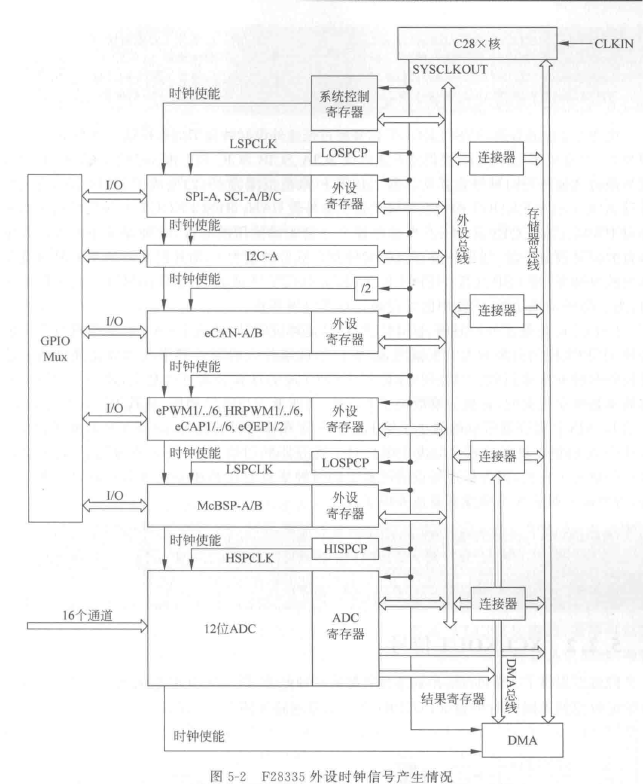 C28×核
CLKIN
SYSCLKOUT
时钟使能
系统控制
寄存器
LSPCLK
LOSPCP
连接器
I/O
SPI-A, SCI-A/B/C
外设
寄存器
时钟使能
外设总线
存储器总线
I2C-A
时钟使能
/2
连接器
GPIO
Mux
I/O
eCAN-A/B
外设
寄存器
时钟使能
I/O
ePWM1/../6, HRPWM1/../6,
eCAP1/../6, eQEP1/2
外设
寄存器
时钟使能
LSPCLK
LOSPCP
连接器
I/O
McBSP-A/B
外设
寄存器
时钟使能
HSPCLK
HISPCP
16个通道
12位ADC
ADC
寄存器
连接器
DMA总线
结果寄存器
时钟使能
DMA
图 5-2 F28335 外设时钟信号产生情况